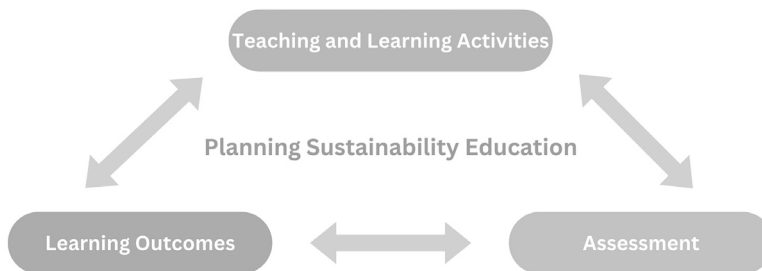 Teaching and Learning Activities
Planning Sustainability Education
Learning Outcomes
Assessment